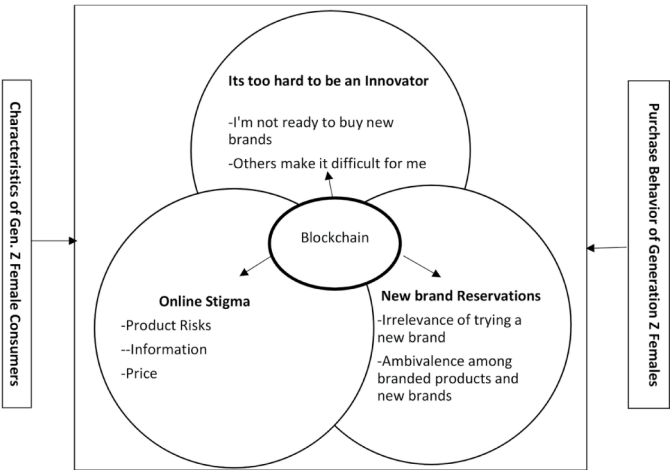 Characteristics of Gen. Z Female Consumers
Its too hard to be an Innovator
-I'm not ready to buy new
brands
-Others make it difficult for me
Blockchain
Online Stigma
-Product Risks
--Information
-Price
New brand Reservations
-Irrelevance of trying a
new brand
-Ambivalence among
branded products and
new brands
Purchase Behavior of Generation Z Females